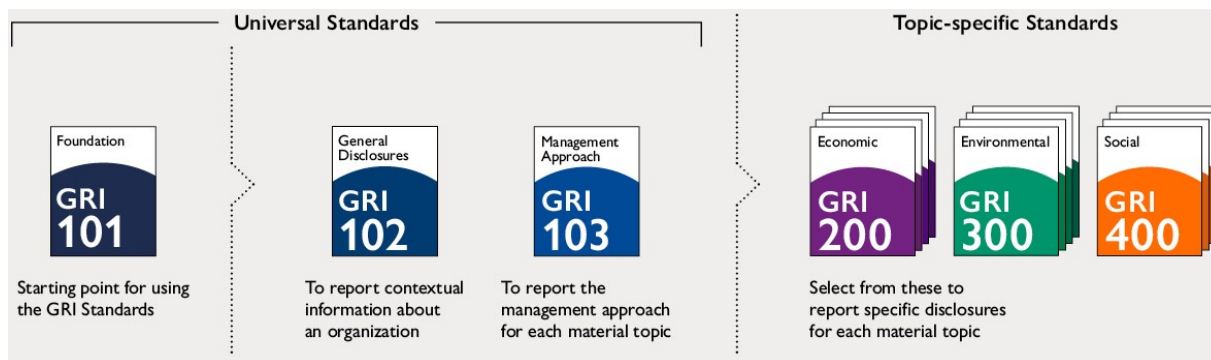 Universal Standards
Topic-specific Standards
Foundation
GRI
101
Starting point for using
the GRI Standards
General
Disclosures
GRI
102
To report contextual
information about
an organization
Management
Approach
GRI
103
To report the
management approach
for each material topic
Economic
GRI
200
Environmental
GRI
300
Social
GRI
400
Select from these to
report specific disclosures
for each material topic